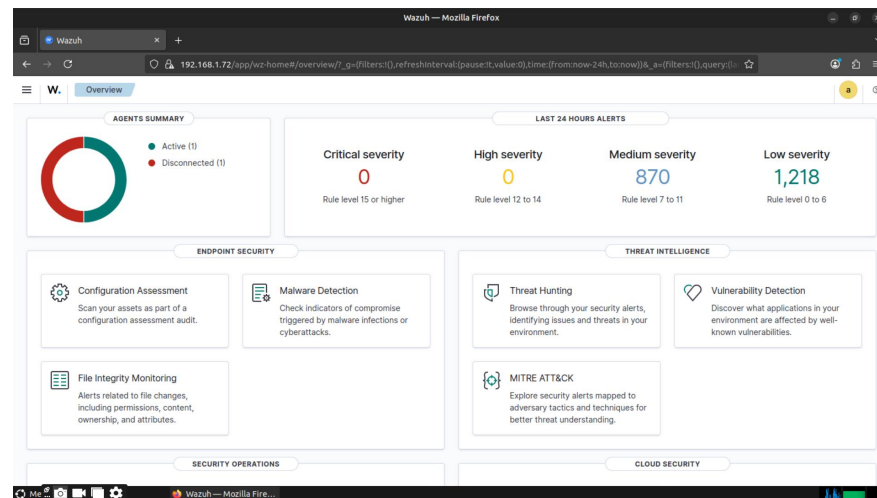 Wazuh — Mozilla Firefox
Wazuh × +
192.168.1.72/app/wz-home#/overview/?_g=(filters:!(),refreshInterval:(pause:!t,value:0),time:(from:now-24h,to:now))&_a=(filters:!(),query:(la
W. Overview a
AGENTS SUMMARY
Active (1)
Disconnected (1)
LAST 24 HOURS ALERTS
Critical severity High severity Medium severity Low severity
0 0 870 1,218
Rule level 15 or higher Rule level 12 to 14 Rule level 7 to 11 Rule level 0 to 6
ENDPOINT SECURITY
Configuration Assessment
Scan your assets as part of a
configuration assessment audit.
Malware Detection
Check indicators of compromise
triggered by malware infections or
cyberattacks.
File Integrity Monitoring
Alerts related to file changes,
including permissions, content,
ownership, and attributes.
THREAT INTELLIGENCE
Threat Hunting
Browse through your security alerts,
identifying issues and threats in your
environment.
Vulnerability Detection
Discover what applications in your
environment are affected by well-
known vulnerabilities.
MITRE ATT&CK
Explore security alerts mapped to
adversary tactics and techniques for
better threat understanding.
SECURITY OPERATIONS
CLOUD SECURITY
Me
Wazuh — Mozilla Fire...